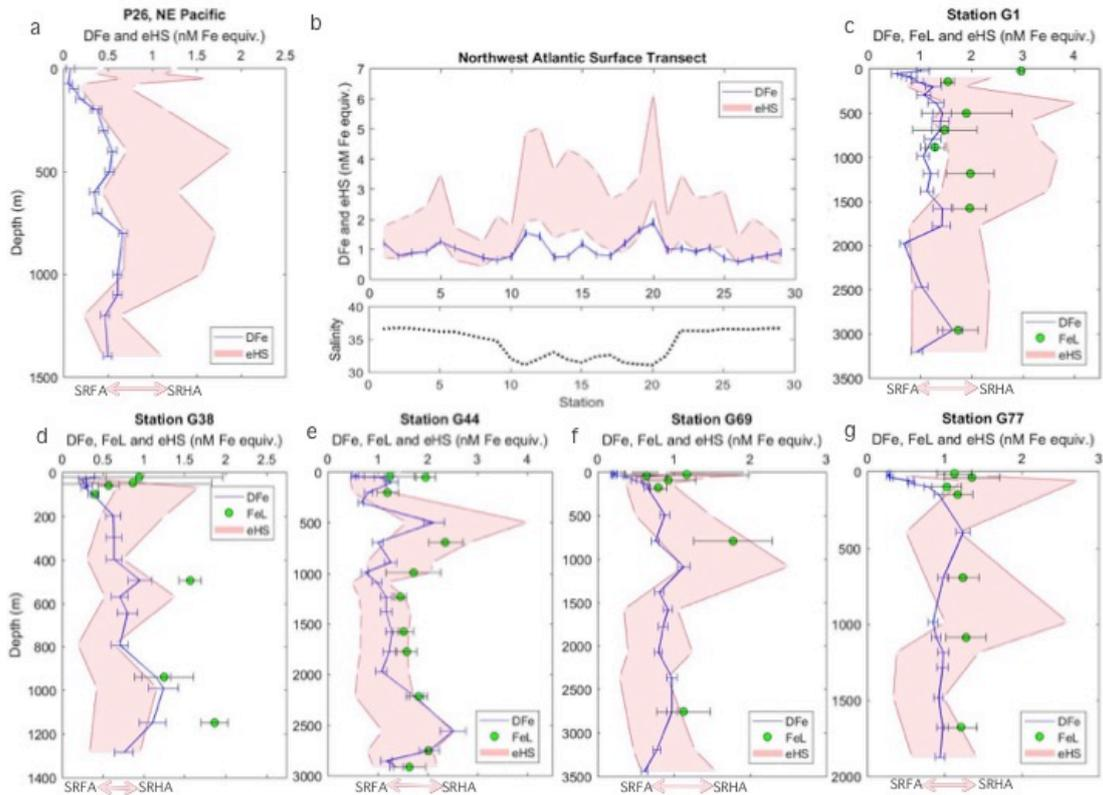 a
P26, NE Pacific
DFe and eHS (nM Fe equiv.)
0 0.5 1 1.5 2 2.5
0
500
1000
1500
Depth (m)
DFe
eHS
SRFA SRHA
b
Northwest Atlantic Surface Transect
DFe and eHS (nM Fe equiv.)
7
6
5
4
3
2
1
0
0 5 10 15 20 25 30
DFe
eHS
Salinity
40
35
30
0 5 10 15 20 25 30
Station
c
Station G1
DFe, FeL and eHS (nM Fe equiv.)
0 1 2 3 4
0
500
1000
1500
2000
2500
3000
3500
DFe
FeL
eHS
SRFA SRHA
d
Station G38
DFe, FeL and eHS (nM Fe equiv.)
0 0.5 1 1.5 2
0
200
400
600
800
1000
1200
1400
Depth (m)
DFe
FeL
eHS
SRFA SRHA
e
Station G44
DFe, FeL and eHS (nM Fe equiv.)
0 1 2 3 4
0
500
1000
1500
2000
2500
3000
DFe
FeL
eHS
SRFA SRHA
f
Station G69
DFe, FeL and eHS (nM Fe equiv.)
0 1 2 3
0
500
1000
1500
2000
2500
3000
3500
DFe
FeL
eHS
SRFA SRHA
g
Station G77
DFe, FeL and eHS (nM Fe equiv.)
0 1 2 3
0
500
1000
1500
2000
DFe
FeL
eHS
SRFA SRHA